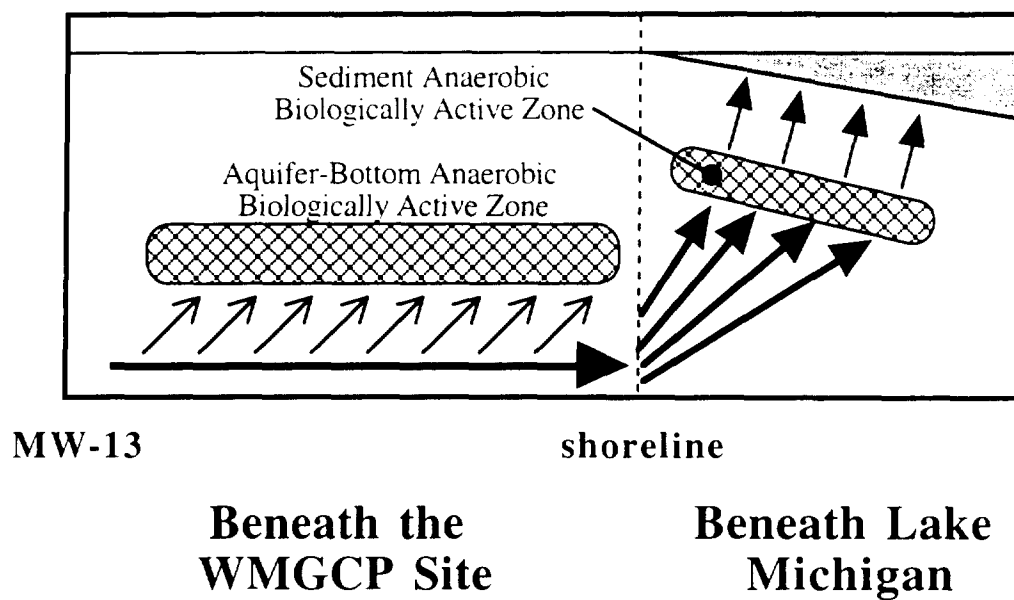 Sediment Anaerobic
Biologically Active Zone
Aquifer-Bottom Anaerobic
Biologically Active Zone
MW-13
shoreline
Beneath the
WMGCP Site
Beneath Lake
Michigan